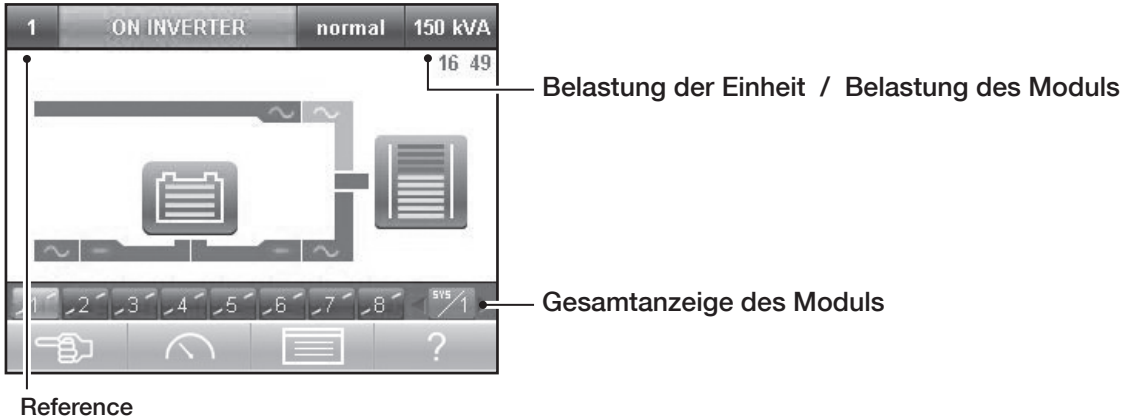 1 ON INVERTER normal 150 kVA
16 49
Belastung der Einheit / Belastung des Moduls
1 2 3 4 5 6 7 8 SYS/1
Gesamtanzeige des Moduls
?
Reference